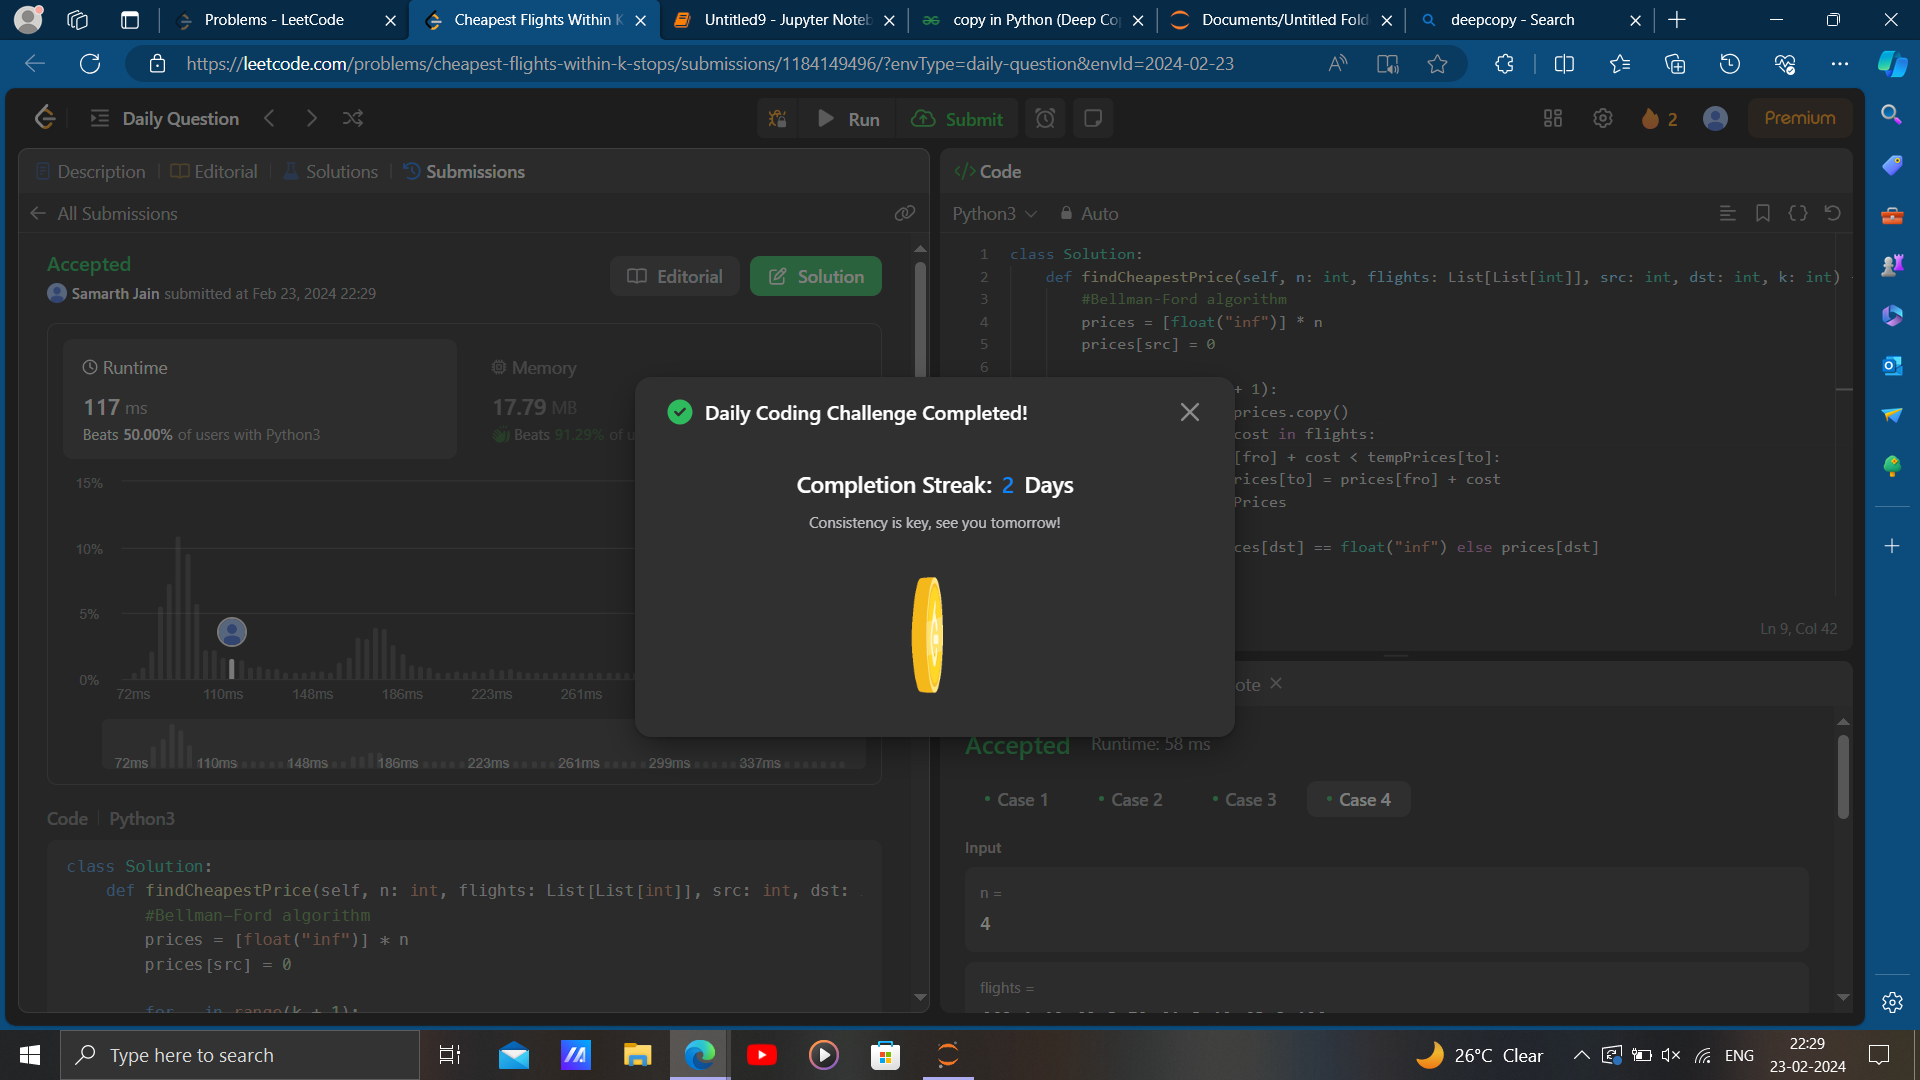 Problems - LeetCode
Cheapest Flights Within K
Untitled9 - Jupyter Noteb
copy in Python (Deep Co
Documents/Untitled Fold
deepcopy - Search
https://leetcode.com/problems/cheapest-flights-within-k-stops/submissions/1184149496/?envType=daily-question&envId=2024-02-23
Daily Question
Run
Submit
2
Premium
Description
Editorial
Solutions
Submissions
</> Code
All Submissions
Python3
Auto
Accepted
Samarth Jain submitted at Feb 23, 2024 22:29
Editorial
Solution
Runtime
117 ms
Beats 50.00% of users with Python3
Memory
17.79 MB
Beats 91.29% of u
15%
10%
5%
0%
72ms 110ms 148ms 186ms 223ms 261ms
72ms 110ms 148ms 186ms 223ms 261ms 299ms 337ms
Code
Python3
class Solution:
def findCheapestPrice(self, n: int, flights: List[List[int]], src: int, dst:
#Bellman-Ford algorithm
prices = [float("inf")] * n
prices[src] = 0
for _ in range(k + 1):
1 class Solution:
2 def findCheapestPrice(self, n: int, flights: List[List[int]], src: int, dst: int, k: int)
3 #Bellman-Ford algorithm
4 prices = [float("inf")] * n
5 prices[src] = 0
6
+ 1):
prices.copy()
cost in flights:
[fro] + cost < tempPrices[to]:
rices[to] = prices[fro] + cost
Prices
ces[dst] == float("inf") else prices[dst]
Ln 9, Col 42
Daily Coding Challenge Completed!
Completion Streak: 2 Days
Consistency is key, see you tomorrow!
ote
Accepted
Runtime: 58 ms
Case 1
Case 2
Case 3
Case 4
Input
n =
4
flights =
Type here to search
26°C Clear
ENG
22:29
23-02-2024